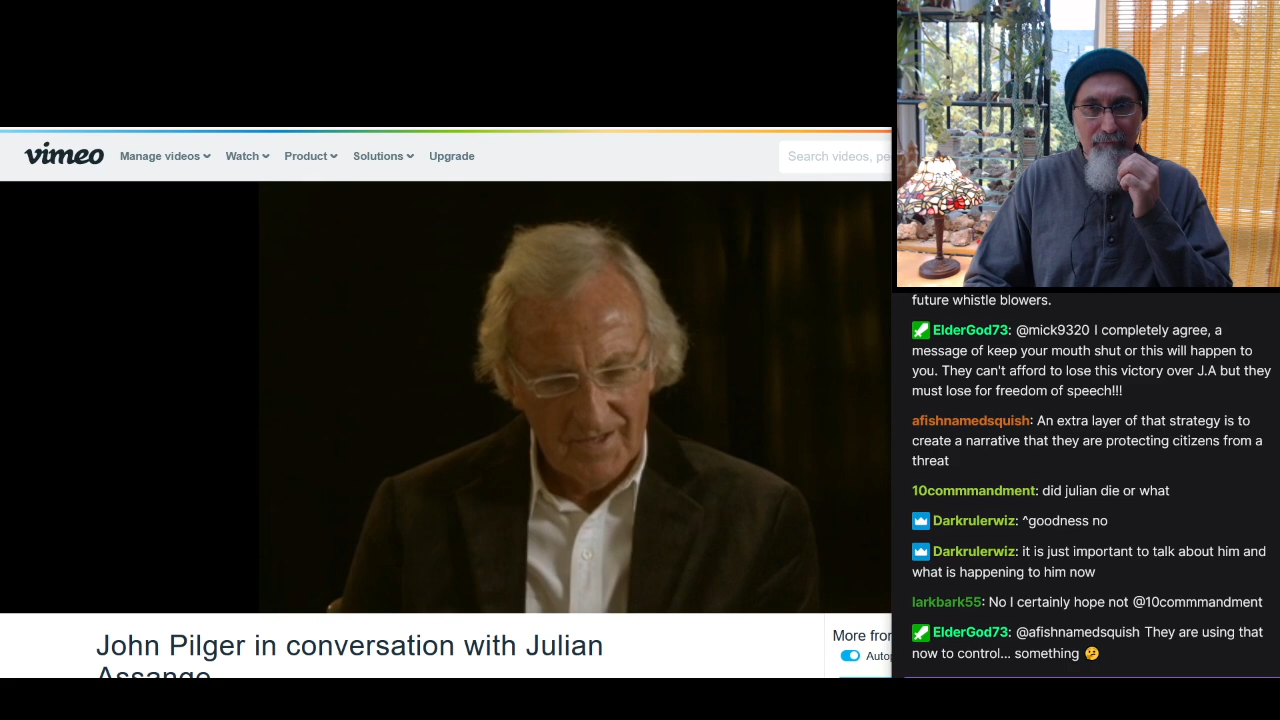 vimeo
Manage videos
Watch
Product
Solutions
Upgrade
Search videos, pe
John Pilger in conversation with Julian
Assange
More from
Autop
future whistle blowers.
ElderGod73: @mick9320 I completely agree, a
message of keep your mouth shut or this will happen to
you. They can't afford to lose this victory over J.A but they
must lose for freedom of speech!!!
afishnamedsquish: An extra layer of that strategy is to
create a narrative that they are protecting citizens from a
threat
10commmandment: did julian die or what
Darkrulerwiz: ^goodness no
Darkrulerwiz: it is just important to talk about him and
what is happening to him now
larkbark55: No I certainly hope not @10commmandment
ElderGod73: @afishnamedsquish They are using that
now to control... something 🤔